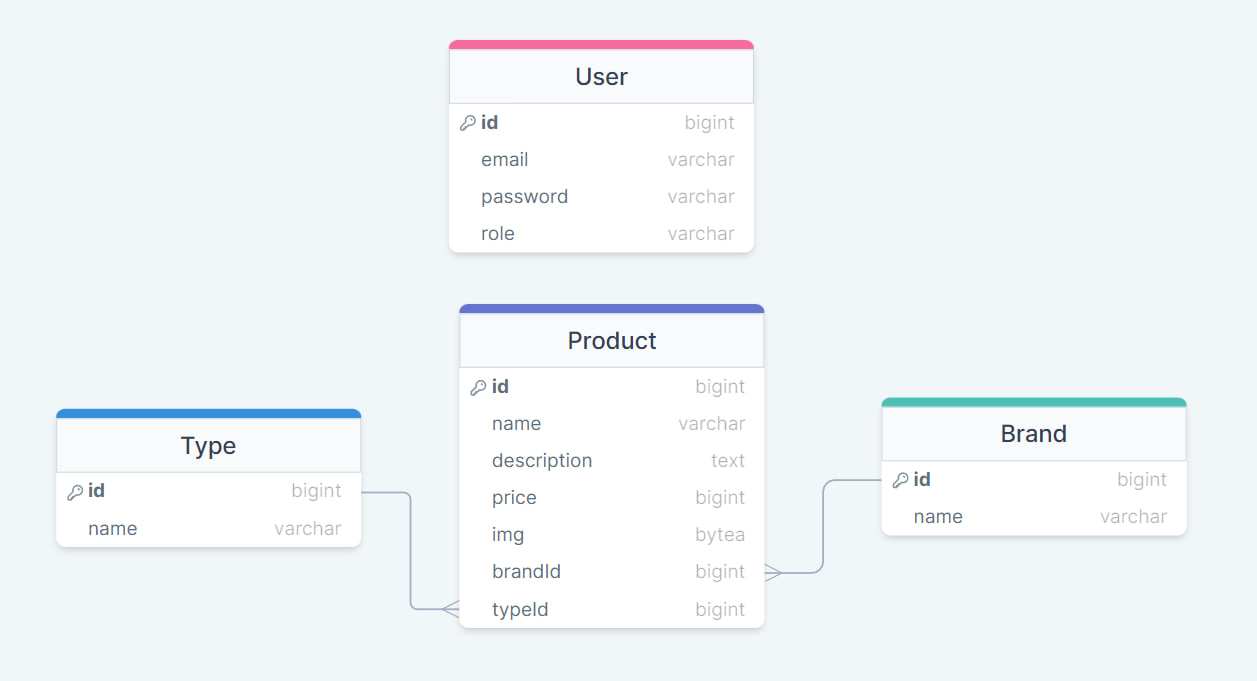 User
id bigint
email varchar
password varchar
role varchar
Product
id bigint
name varchar
description text
price bigint
img bytea
brandId bigint
typeId bigint
Type
id bigint
name varchar
Brand
id bigint
name varchar